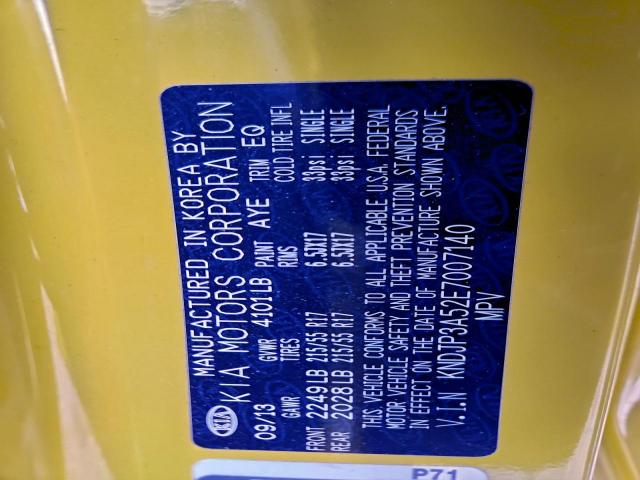 MANUFACTURED IN KOREA BY
KIA KIA MOTORS CORPORATION
09/13 GVWR 4101LB PAINT AYE TRIM EQ
GAWR TIRES RIMS COLD TIRE INFL
FRONT 2249LB 215/55 R17 6.5JX17 33psi SINGLE
REAR 2028LB 215/55 R17 6.5JX17 33psi SINGLE
THIS VEHICLE CONFORMS TO ALL APPLICABLE U.S.A. FEDERAL
MOTOR VEHICLE SAFETY AND THEFT PREVENTION STANDARDS
IN EFFECT ON THE DATE OF MANUFACTURE SHOWN ABOVE.
V.I.N KNDJP3A52E7007140
MPV
P71